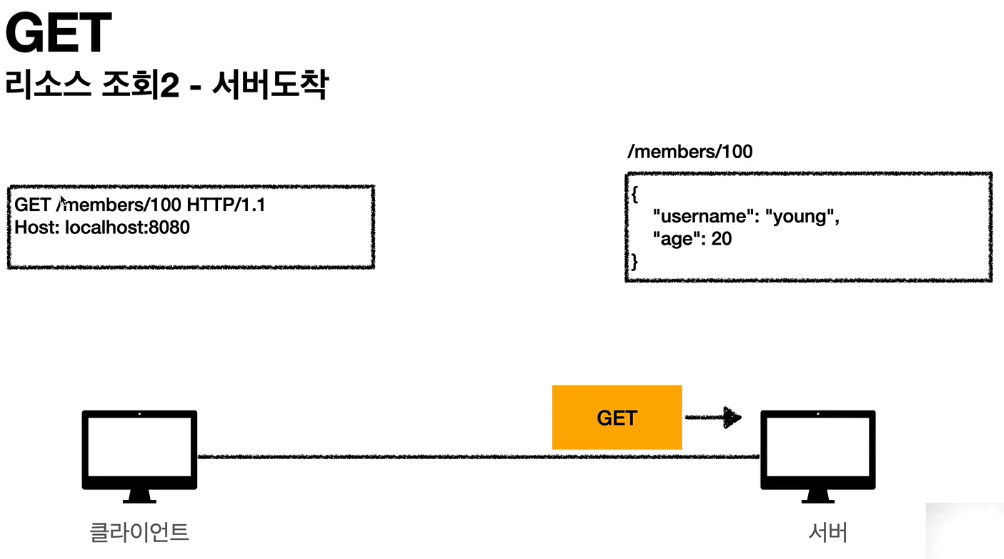 GET
리소스 조회2 - 서버도착
/members/100
GET /members/100 HTTP/1.1
Host: localhost:8080
{
"username": "young",
"age": 20
}
GET
클라이언트
서버